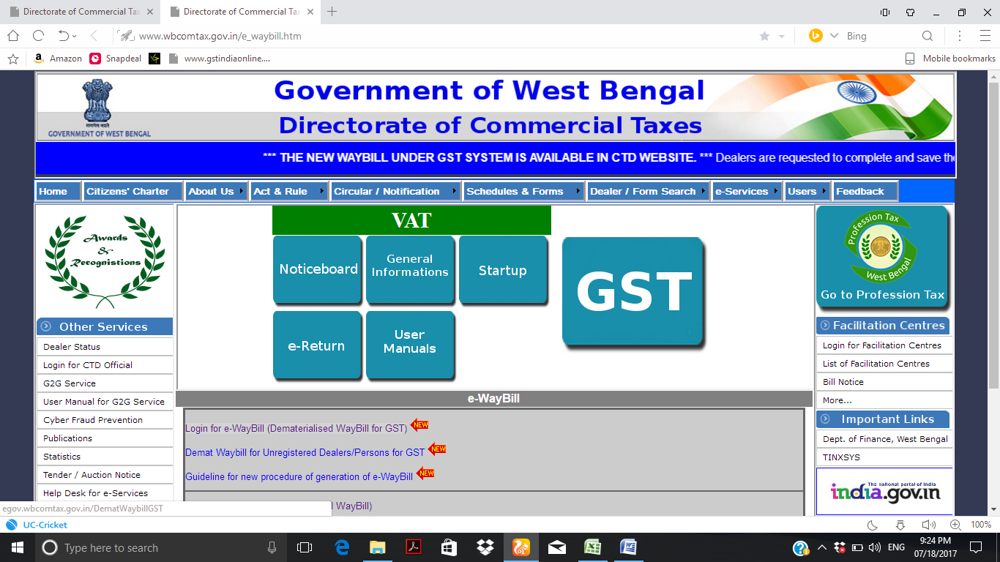 Directorate of Commercial Tax
Directorate of Commercial Tax
www.wbcomtax.gov.in/e_waybill.htm
Bing
Amazon
Snapdeal
www.gstindiaonline....
Mobile bookmarks
Government of West Bengal
Directorate of Commercial Taxes
सत्यमेव जयते
GOVERNMENT OF WEST BENGAL
*** THE NEW WAYBILL UNDER GST SYSTEM IS AVAILABLE IN CTD WEBSITE. *** Dealers are requested to complete and save the
Home
Citizens' Charter
About Us
Act & Rule
Circular / Notification
Schedules & Forms
Dealer / Form Search
e-Services
Users
Feedback
Awards
&
Recognistions
Other Services
Dealer Status
Login for CTD Official
G2G Service
User Manual for G2G Service
Cyber Fraud Prevention
Publications
Statistics
Tender / Auction Notice
Help Desk for e-Services
VAT
Noticeboard
General
Informations
Startup
e-Return
User
Manuals
GST
e-WayBill
Login for e-WayBill (Dematerialised WayBill for GST) NEW
Demat Waybill for Unregistered Dealers/Persons for GST NEW
Guideline for new procedure of generation of e-WayBill NEW
WayBill)
Profession Tax
West Bengal
Go to Profession Tax
Facilitation Centres
Login for Facilitation Centres
List of Facilitation Centres
Bill Notice
More...
Important Links
Dept. of Finance, West Bengal
TINXSYS
The national portal of India
india.gov.in
egov.wbcomtax.gov.in/DematWaybillGST
UC-Cricket
100%
Type here to search
ENG
9:24 PM
07/18/2017